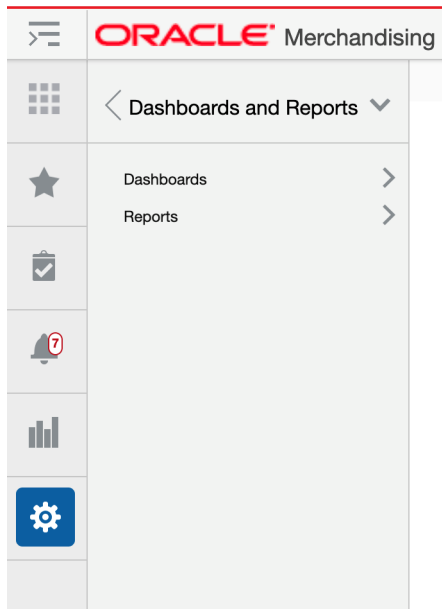 ORACLE® Merchandising
Dashboards and Reports
Dashboards
Reports
7